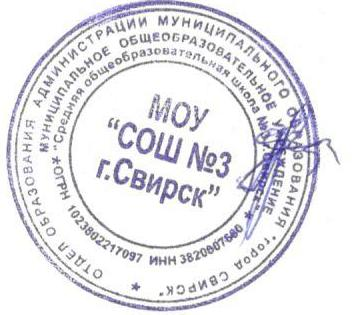 ОТДЕЛ ОБРАЗОВАНИЯ АДМИНИСТРАЦИИ МУНИЦИПАЛЬНОГО ОБРАЗОВАНИЯ "город СВИРСК" *
МУНИЦИПАЛЬНОЕ ОБЩЕОБРАЗОВАТЕЛЬНОЕ УЧРЕЖДЕНИЕ
"Средняя общеобразовательная школа
* ОГРН 1023802217097 ИНН
МОУ
"СОШ №3
г.Свирск"